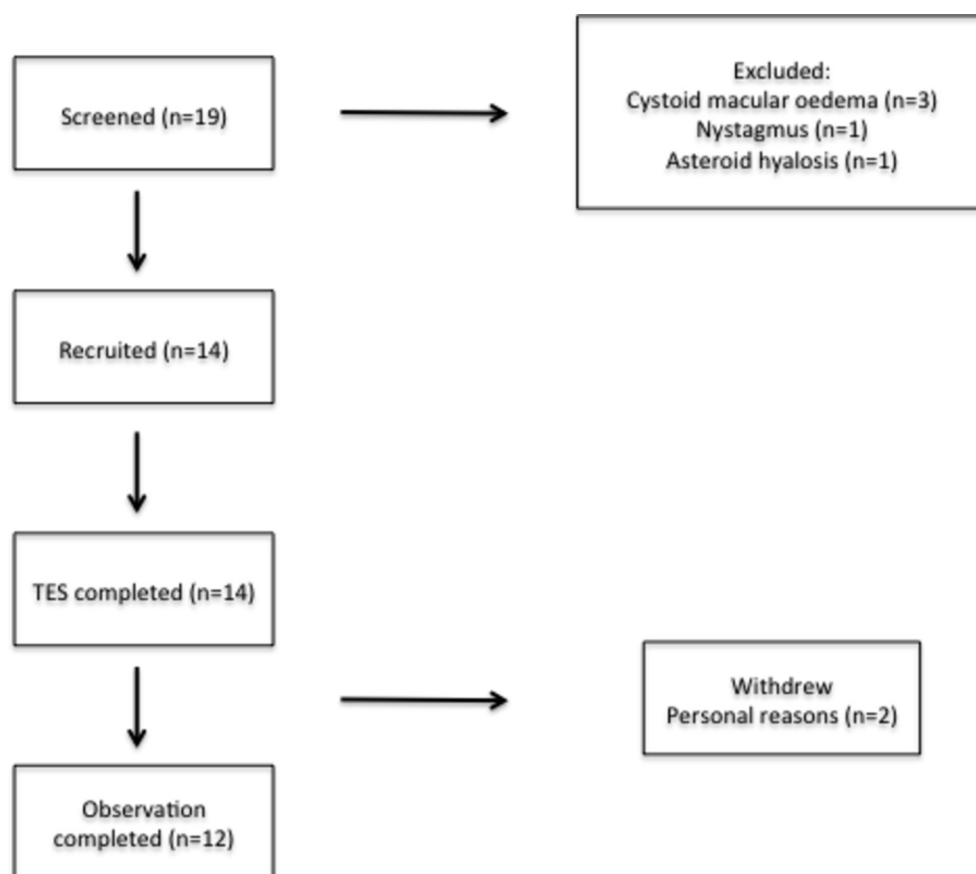 Screened (n=19)
Excluded:
Cystoid macular oedema (n=3)
Nystagmus (n=1)
Asteroid hyalosis (n=1)
Recruited (n=14)
TES completed (n=14)
Withdrew
Personal reasons (n=2)
Observation
completed (n=12)